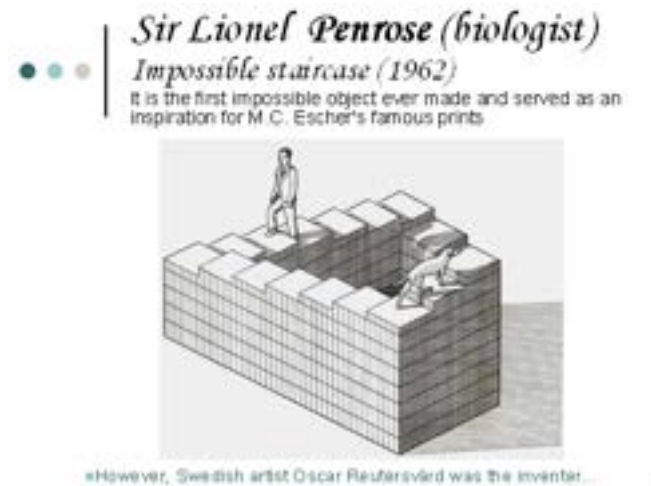 Sir Lionel Penrose (biologist)
Impossible staircase (1962)
It is the first impossible object ever made and served as an
inspiration for M.C. Escher's famous prints
However, Swedish artist Oscar Reutersvärd was the inventer...